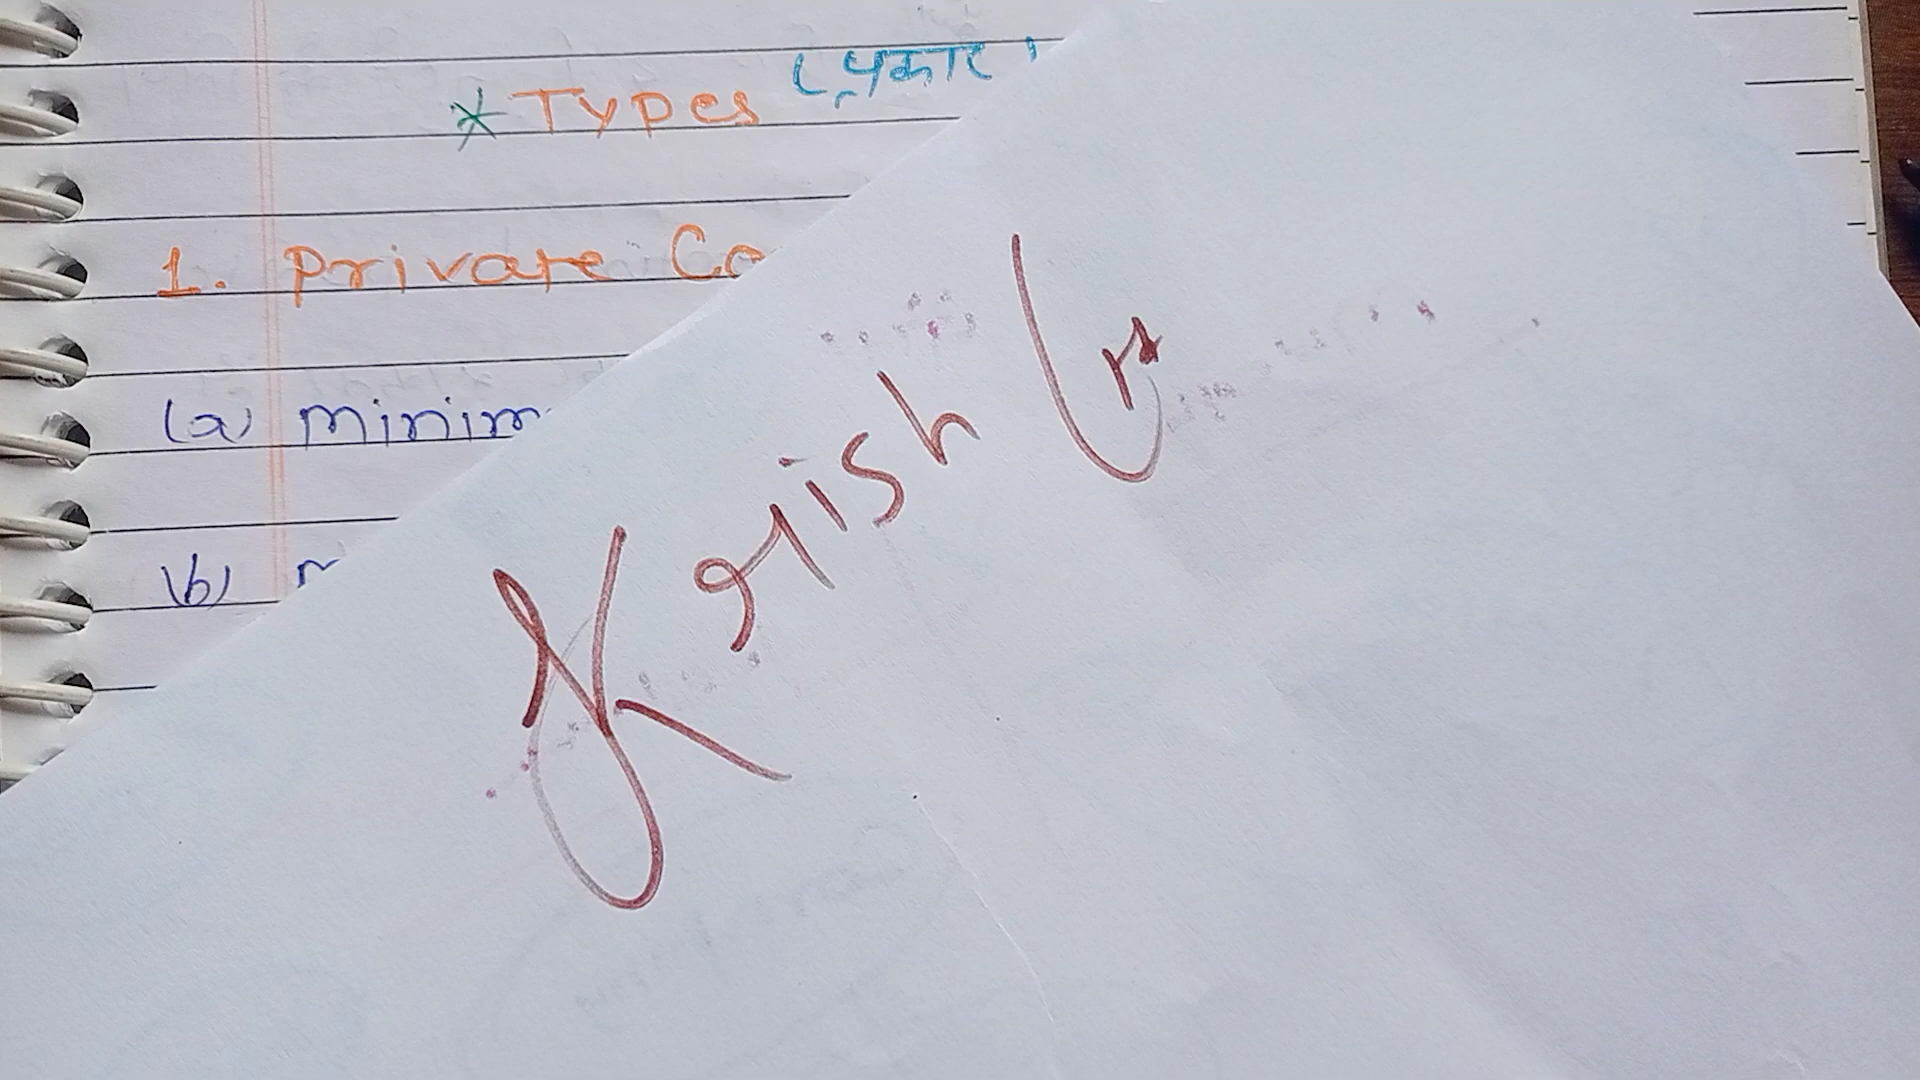 * Types (प्रकार)
1. Private Co
(a) minim
(b)
Krish